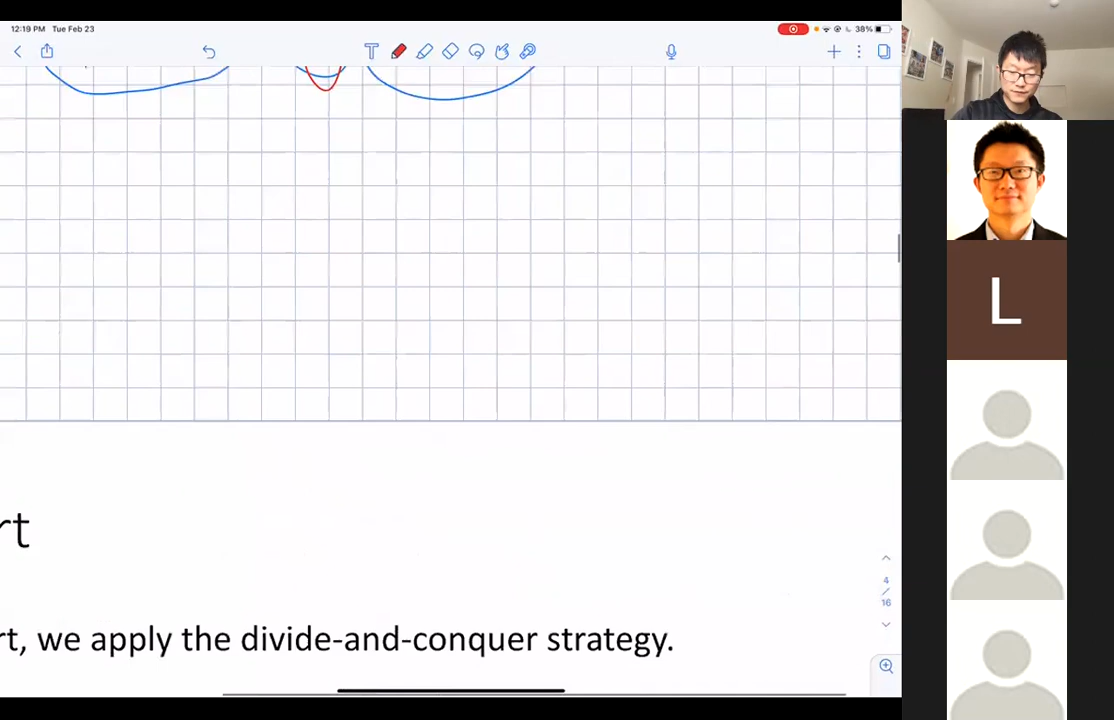 12:19 PM Tue Feb 23
38%
T
L
rt
4
/
16
rt, we apply the divide-and-conquer strategy.